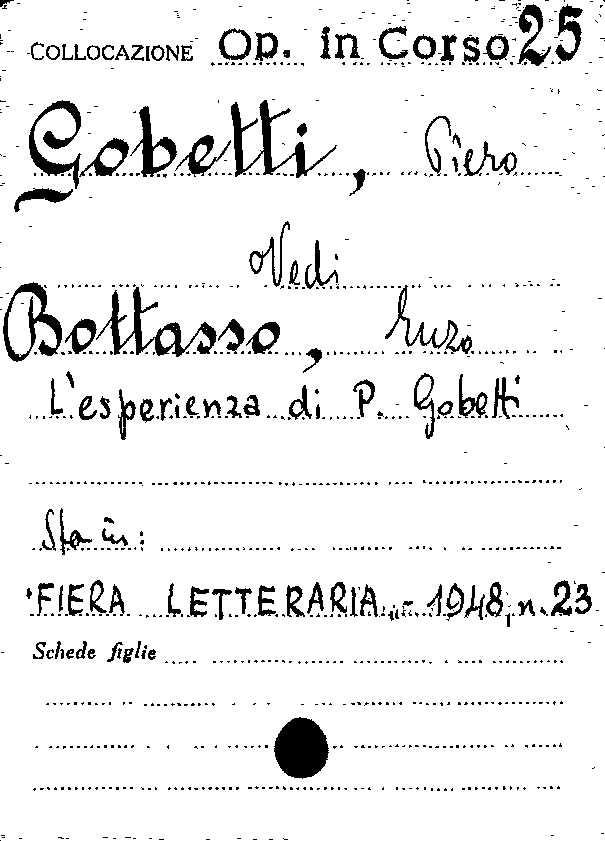 COLLOCAZIONE Op. in Corso 25
Gobetti, Piero
Vedi
Bottasso, Enzo
L'esperienza di P. Gobetti
Sta in:
"FIERA LETTERARIA" - 1948, n. 23
Schede figlie